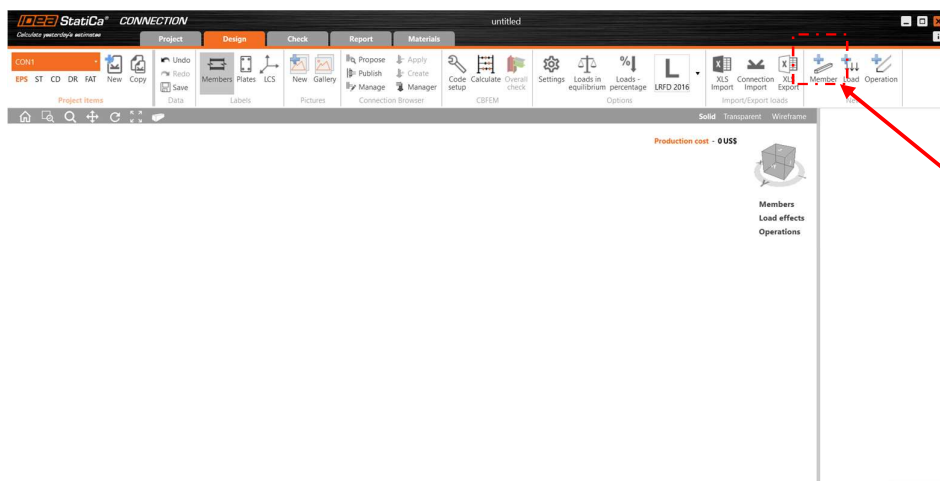 IDEA StatiCa® CONNECTION
untitled
Calculate yesterday's estimates
Project Design Check Report Materials
CON1
EPS ST CD DR FAT New Copy
Undo
Redo
Save
Members Plates LCS
New Gallery
Propose Apply
Publish Create
Manage Manager
Code setup Calculate Overall check
Settings Loads in equilibrium Loads - percentage LRFD 2016
XLS Import Connection Import XLS Export
Member Load Operation
Project Items Data Labels Pictures Connection Browser CBFEM Options Import/Export loads
Solid Transparent Wireframe
Production cost - 0 US$
Members
Load effects
Operations